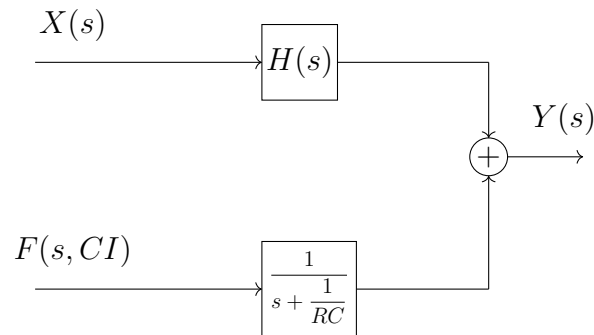 X(s)
H(s)
Y(s)
+
F(s, CI)
1
s + 1
RC